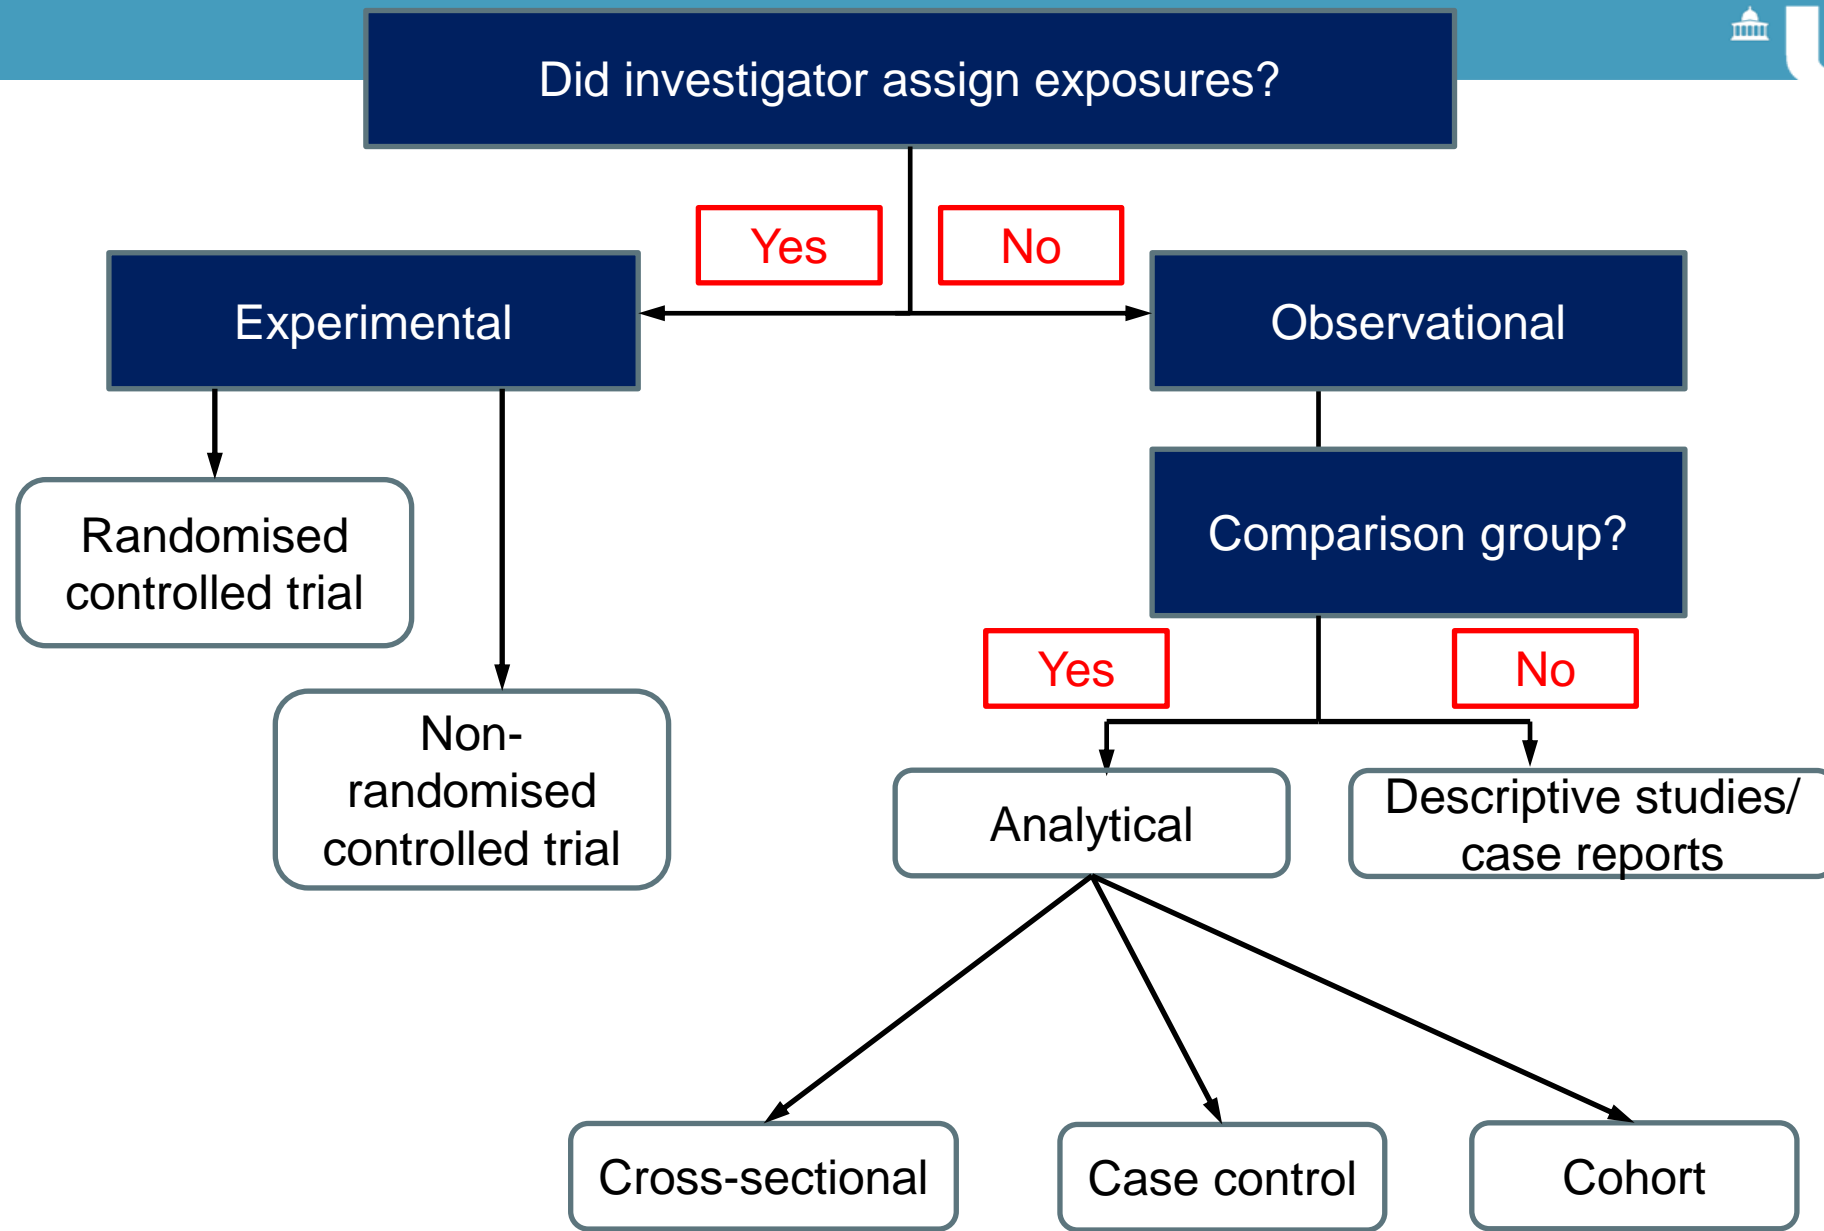 Did investigator assign exposures?
Yes
No
Experimental
Observational
Randomised
controlled trial
Comparison group?
Yes
No
Non-
randomised
controlled trial
Analytical
Descriptive studies/
case reports
Cross-sectional
Case control
Cohort